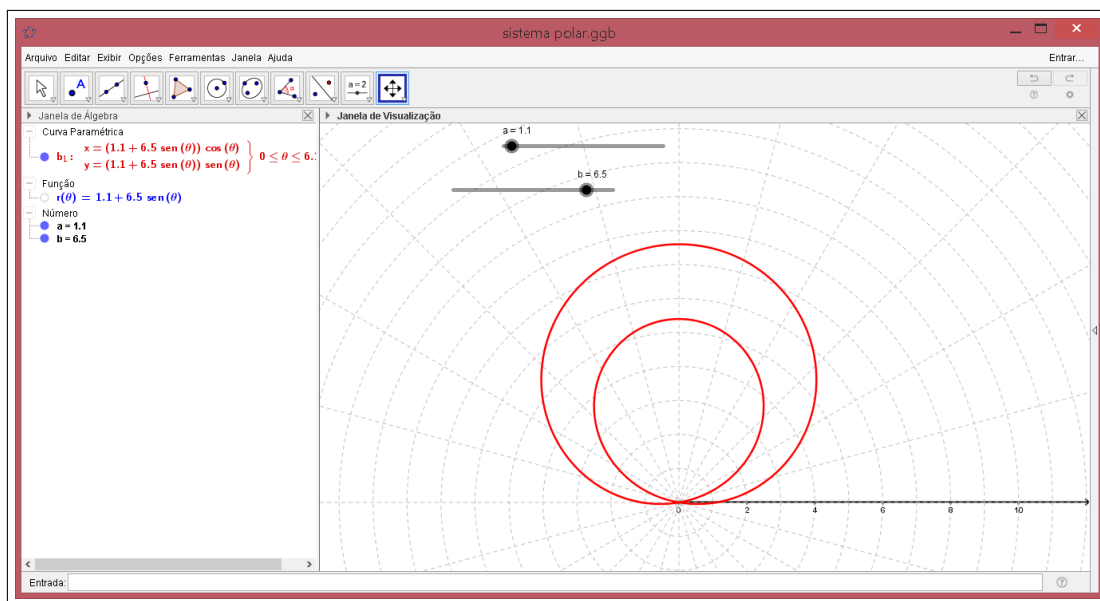 sistema polar.ggb
Arquivo Editar Exibir Opções Ferramentas Janela Ajuda
Entrar...
A
α
a=2
Janela de Álgebra
Janela de Visualização
Curva Paramétrica
b₁: x = (1.1 + 6.5 sen (θ)) cos (θ)
y = (1.1 + 6.5 sen (θ)) sen (θ)
} 0 ≤ θ ≤ 6.
Função
r(θ) = 1.1 + 6.5 sen (θ)
Número
a = 1.1
b = 6.5
a = 1.1
b = 6.5
0 2 4 6 8 10
Entrada: